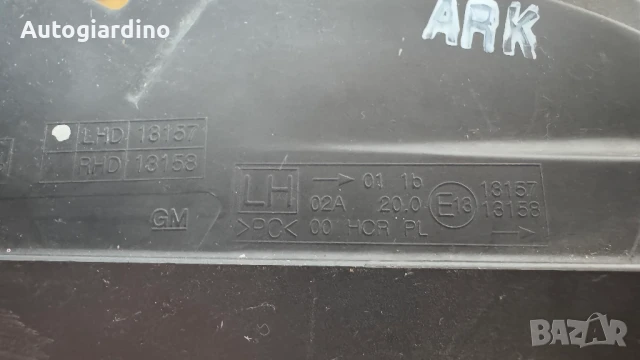 Autogiardino
ARK
LHD 13157
RHD 13158
GM
LH → 01 1b
02A 20.0 E13 13157
13158
>PC< 00 HCR PL →
BAZAR